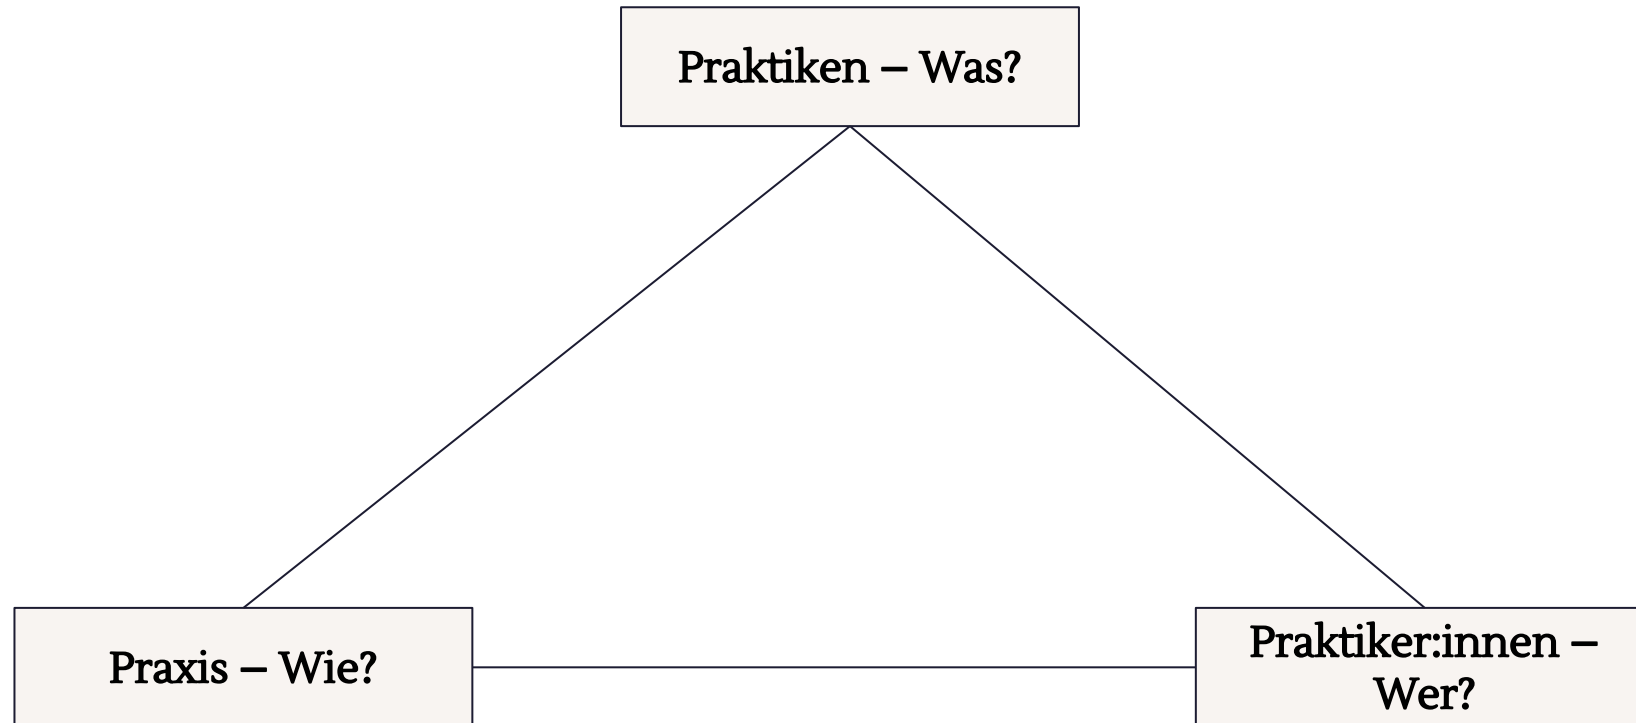 Praktiken – Was?
Praxis – Wie?
Praktiker:innen –
Wer?